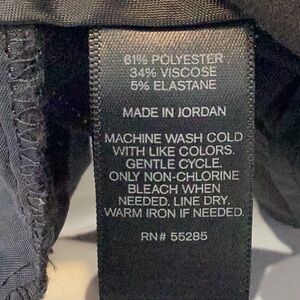 61% POLYESTER
34% VISCOSE
5% ELASTANE
MADE IN JORDAN
MACHINE WASH COLD
WITH LIKE COLORS.
GENTLE CYCLE.
ONLY NON-CHLORINE
BLEACH WHEN
NEEDED. LINE DRY.
WARM IRON IF NEEDED.
RN# 55285